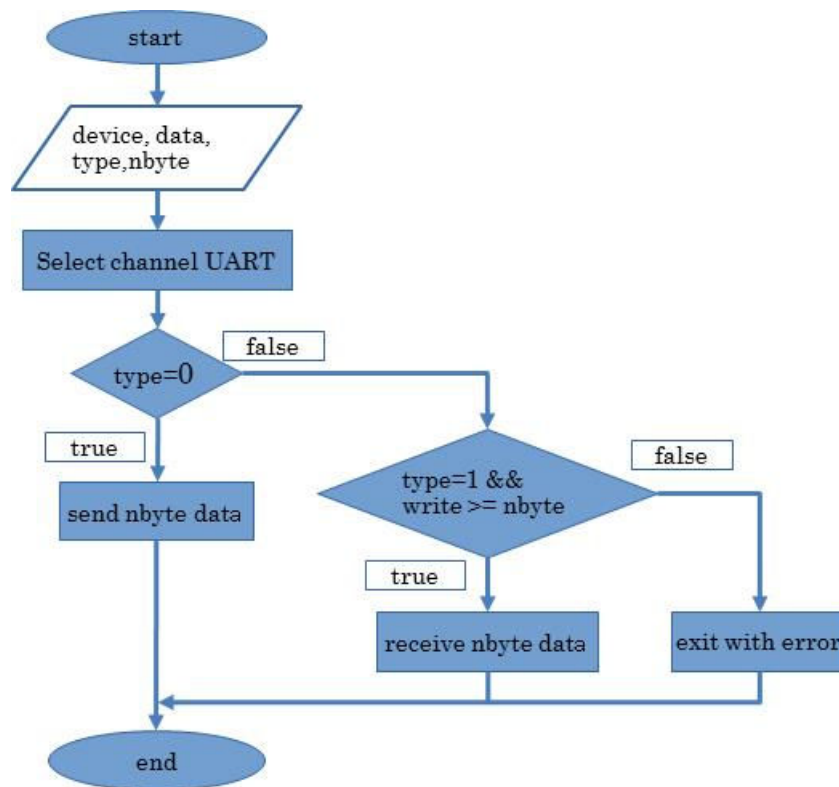 start
device, data,
type,nbyte
Select channel UART
type=0
false
true
send nbyte data
type=1 &&
write >= nbyte
false
true
receive nbyte data
exit with error
end